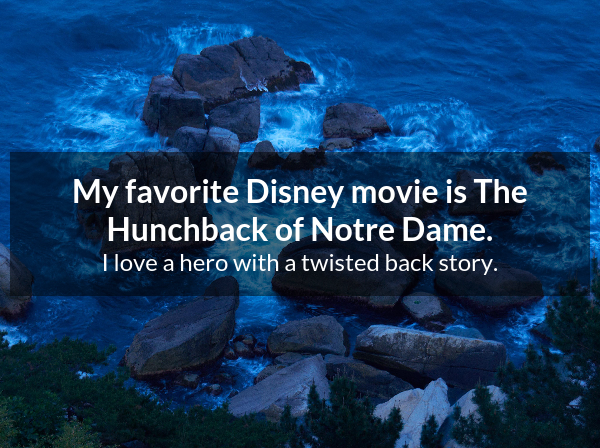 My favorite Disney movie is The
Hunchback of Notre Dame.
I love a hero with a twisted back story.